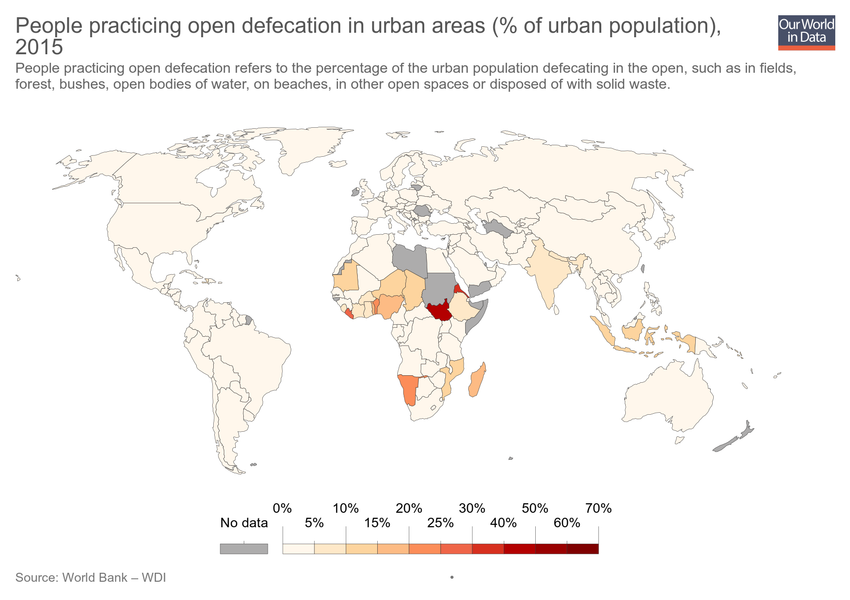 People practicing open defecation in urban areas (% of urban population),
2015
Our World
in Data
People practicing open defecation refers to the percentage of the urban population defecating in the open, such as in fields,
forest, bushes, open bodies of water, on beaches, in other open spaces or disposed of with solid waste.
0% 10% 20% 30% 50% 70%
No data 5% 15% 25% 40% 60%
Source: World Bank – WDI